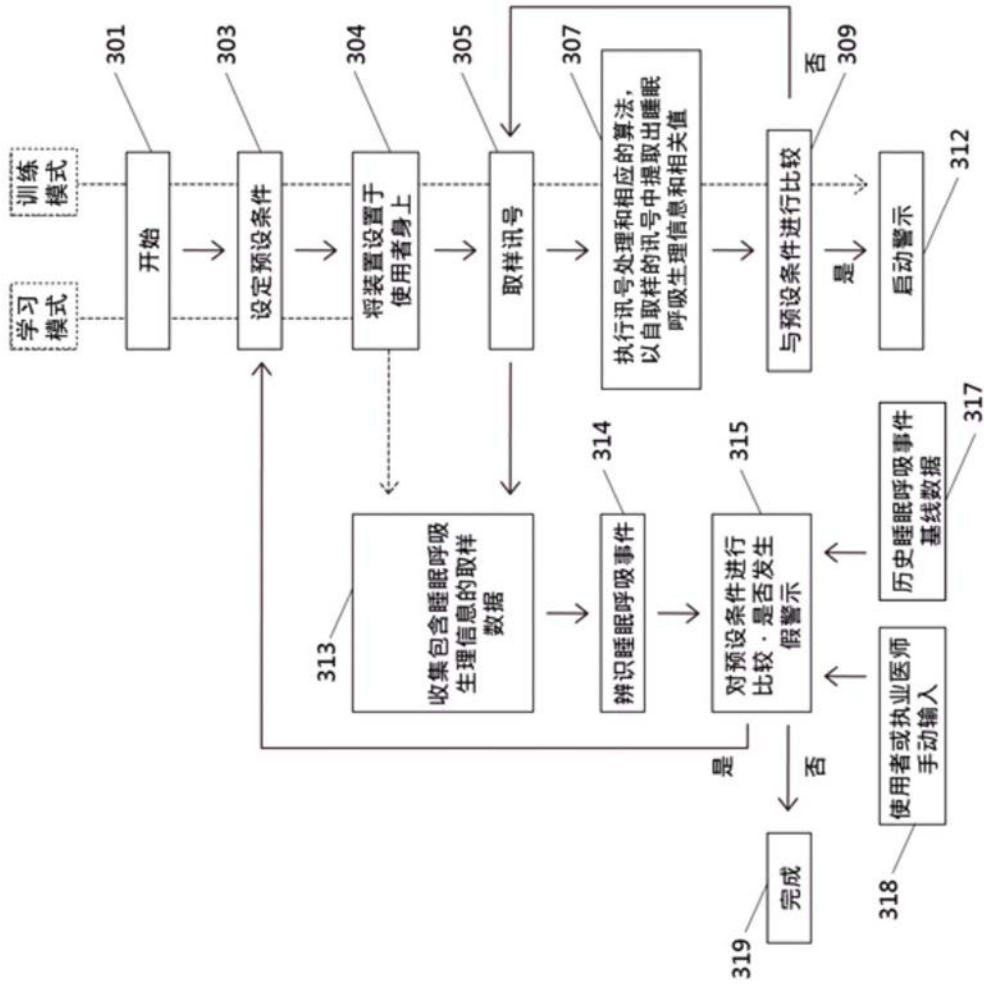 学习
模式
训练
模式
开始
301
设定预设条件
303
将装置设置于
使用者身上
304
取样讯号
305
执行讯号处理和相应的算法，
以自取样的讯号中提取出睡眠
呼吸生理信息和相关值
307
与预设条件进行比较
309
否
是
启动警示
312
313
收集包含睡眠呼吸
生理信息的取样
数据
辨识睡眠呼吸事件
314
对预设条件进行
比较·是否发生
假警示
315
是
否
319
完成
318
使用者或执业医师
手动输入
历史睡眠呼吸事件
基线数据
317